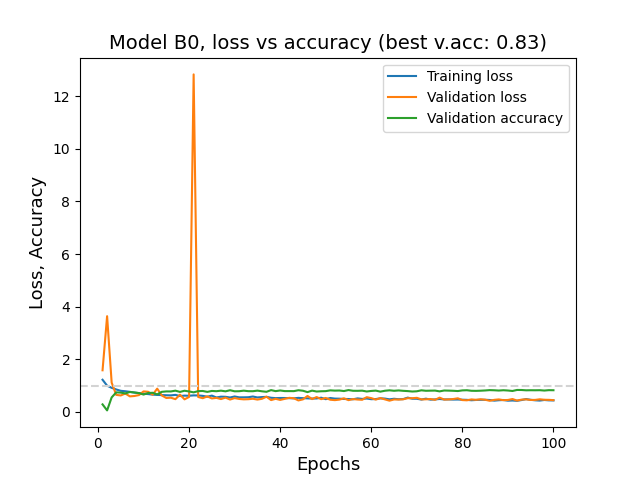 Model B0, loss vs accuracy (best v.acc: 0.83)
Training loss
Validation loss
Validation accuracy
Loss, Accuracy
12
10
8
6
4
2
0
0 20 40 60 80 100
Epochs